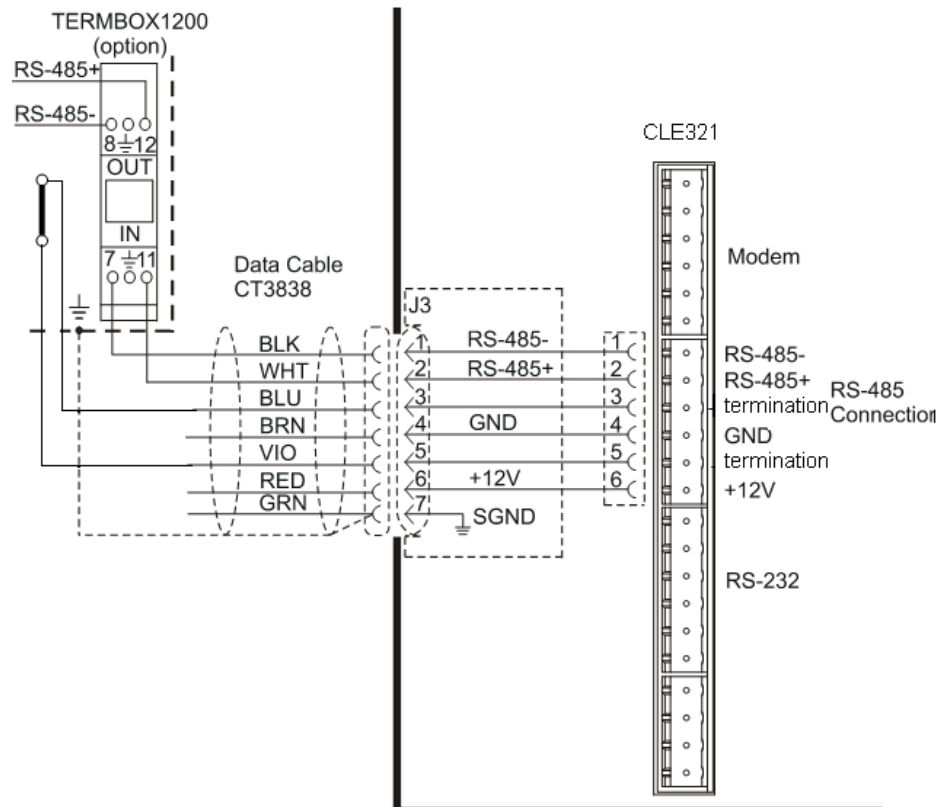 TERMBOX1200
(option)
RS-485+
RS-485-
8 12
OUT
IN
7 11
Data Cable
CT3838
BLK
WHT
BLU
BRN
VIO
RED
GRN
J3
1 RS-485- 1
2 RS-485+ 2
3 3
4 GND 4
5 5
6 +12V 6
7 SGND
CLE321
Modem
RS-485-
RS-485+
termination
GND
termination
+12V
RS-485
Connection
RS-232